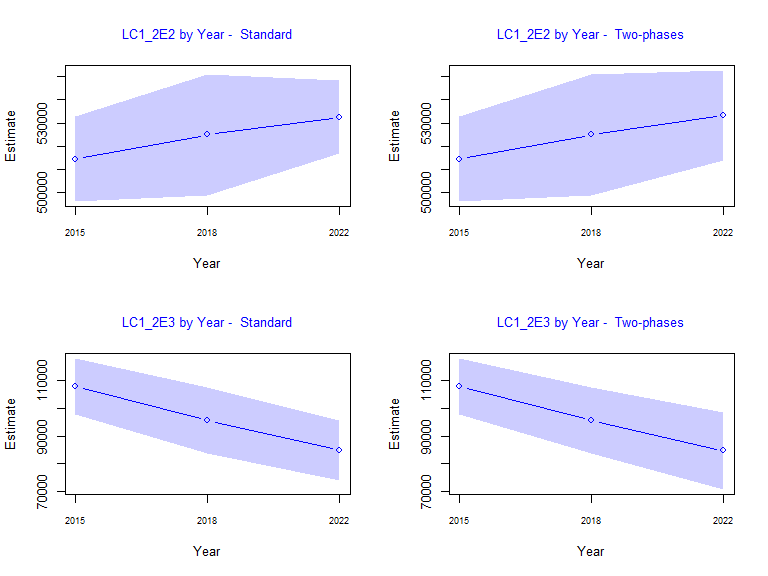 LC1_2E2 by Year -  Standard
Estimate
530000
500000
2015
2018
2022
Year
LC1_2E2 by Year -  Two-phases
Estimate
530000
500000
2015
2018
2022
Year
LC1_2E3 by Year -  Standard
Estimate
110000
90000
70000
2015
2018
2022
Year
LC1_2E3 by Year -  Two-phases
Estimate
110000
90000
70000
2015
2018
2022
Year